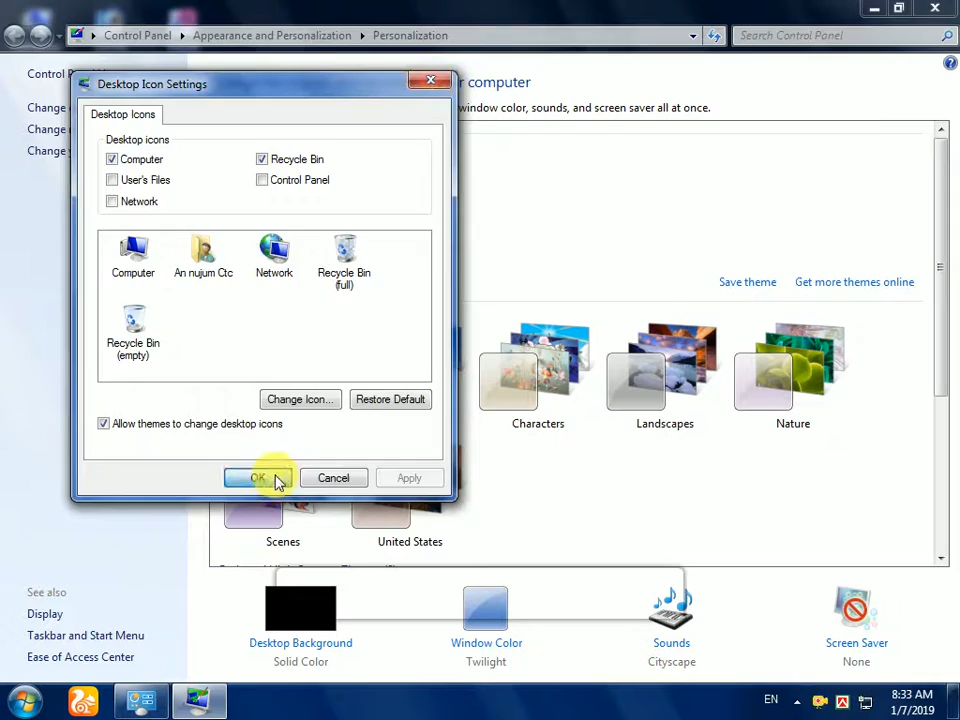 Control Panel
Appearance and Personalization
Personalization
Search Control Panel
Control
Desktop Icon Settings
computer
Change
window color, sounds, and screen saver all at once.
Change
Change
Desktop Icons
Desktop icons
Computer
Recycle Bin
User's Files
Control Panel
Network
Computer
An nujum Ctc
Network
Recycle Bin
(full)
Recycle Bin
(empty)
Save theme
Get more themes online
Change Icon...
Restore Default
Allow themes to change desktop icons
Characters
Landscapes
Nature
OK
Cancel
Apply
Scenes
United States
See also
Display
Taskbar and Start Menu
Ease of Access Center
Desktop Background
Solid Color
Window Color
Twilight
Sounds
Cityscape
Screen Saver
None
EN
8:33 AM
1/7/2019